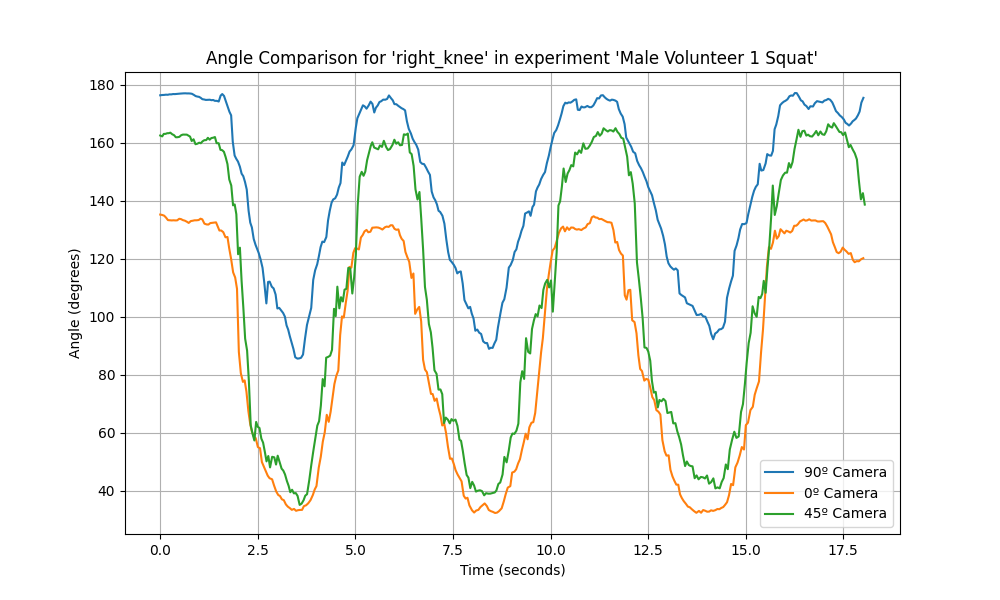 Angle Comparison for 'right_knee' in experiment 'Male Volunteer 1 Squat'
Angle (degrees)
180
160
140
120
100
80
60
40
0.0 2.5 5.0 7.5 10.0 12.5 15.0 17.5
Time (seconds)
90º Camera
0º Camera
45º Camera